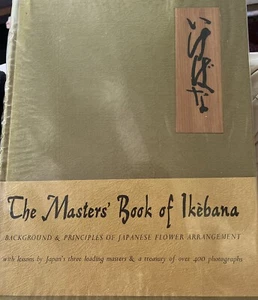 いけばな
The Masters' Book of Ikèbana
BACKGROUND & PRINCIPLES OF JAPANESE FLOWER ARRANGEMENT
with lessons by Japan's three leading masters & a treasury of over 400 photographs